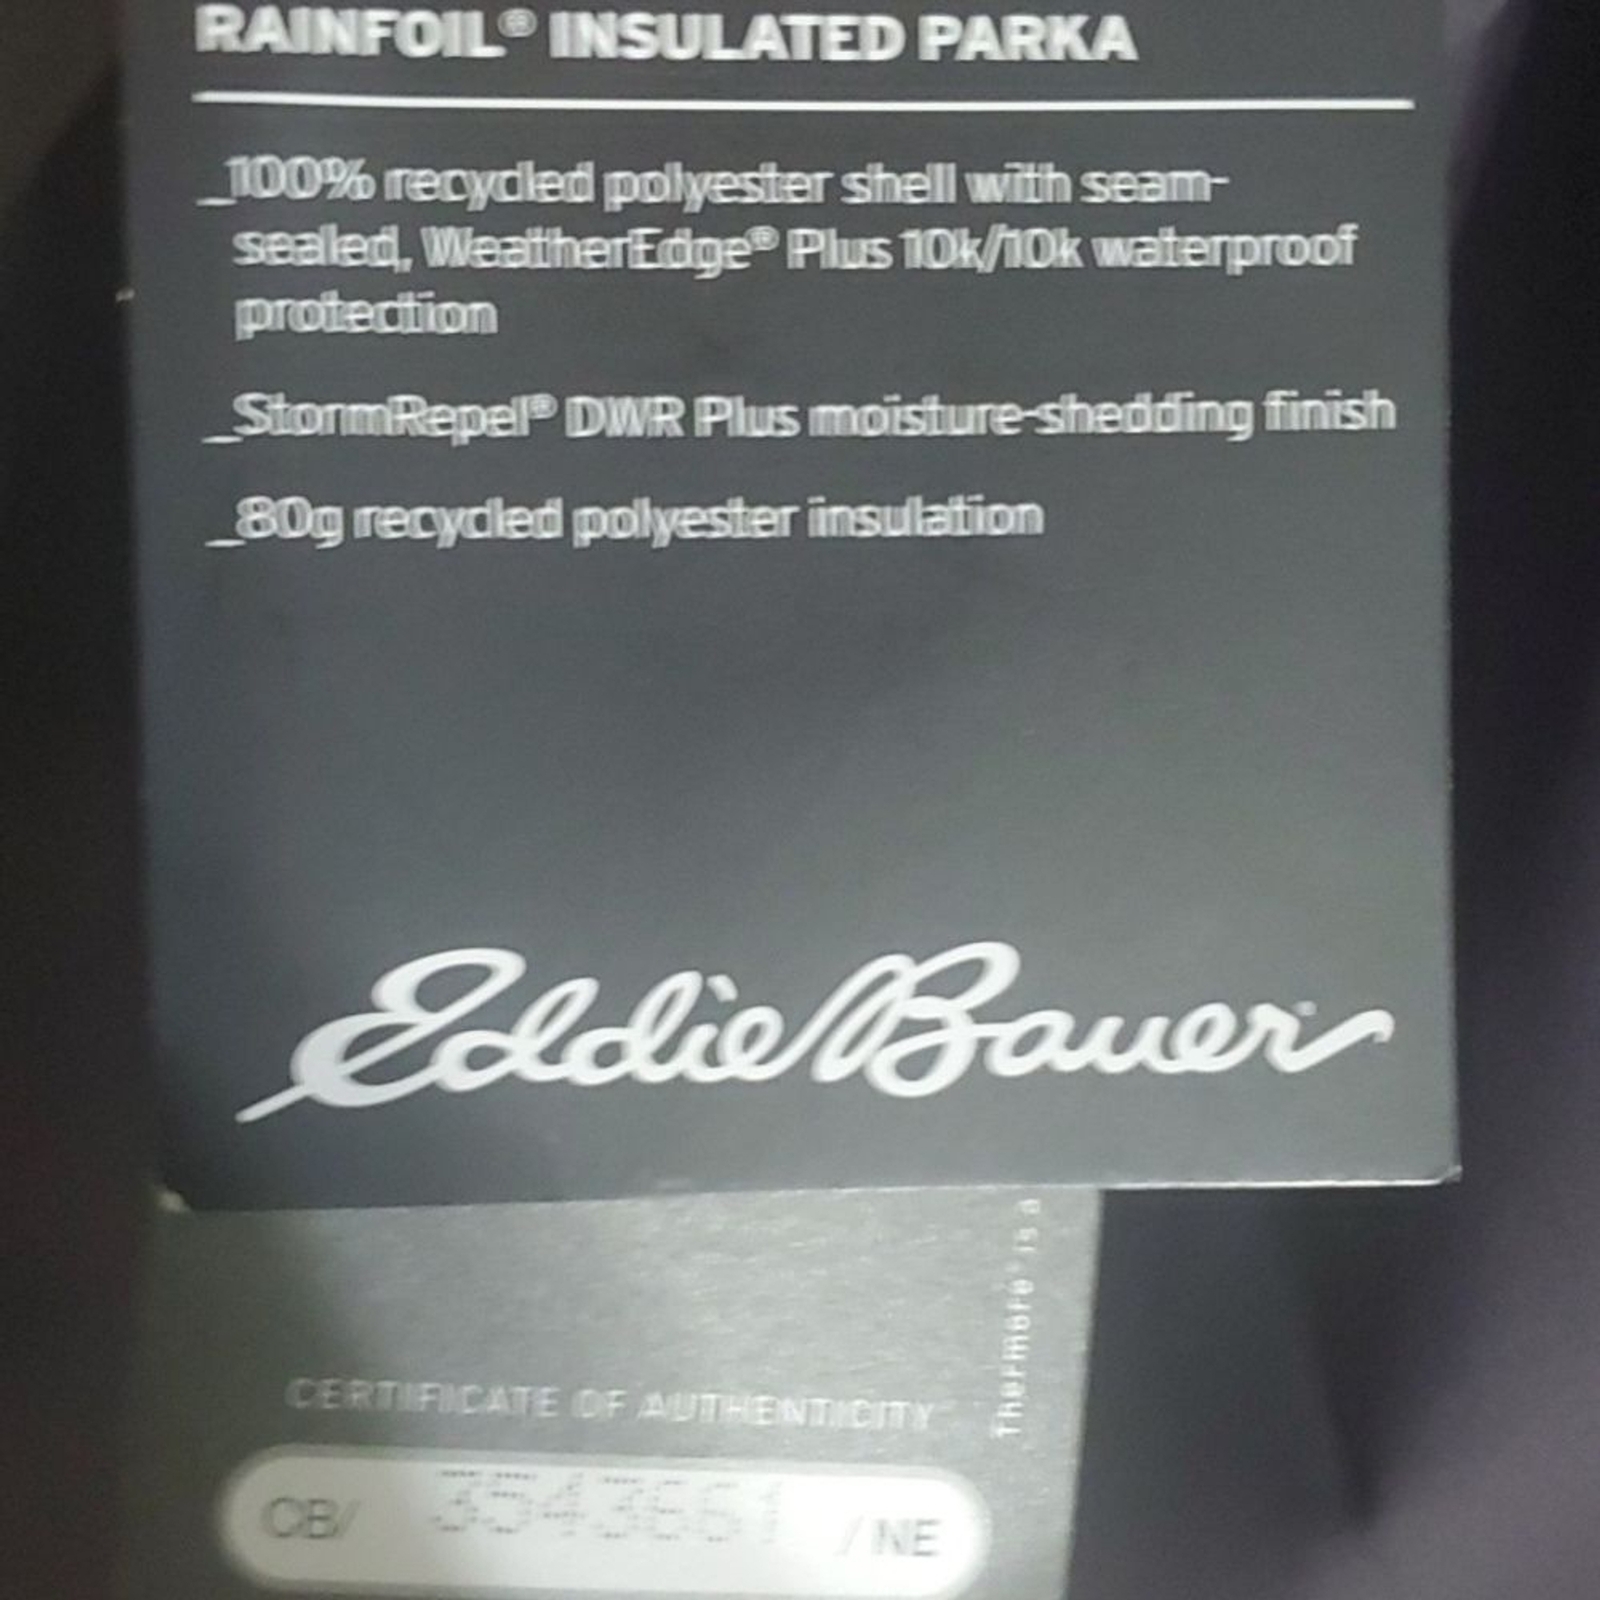 RAINFOIL® INSULATED PARKA
_100% recycled polyester shell with seam-
sealed, WeatherEdge® Plus 10k/10k waterproof
protection
_StormRepel® DWR Plus moisture-shedding finish
_80g recycled polyester insulation
Eddie Bauer
Thermore® is a
CERTIFICATE OF AUTHENTICITY
OB/ /NE